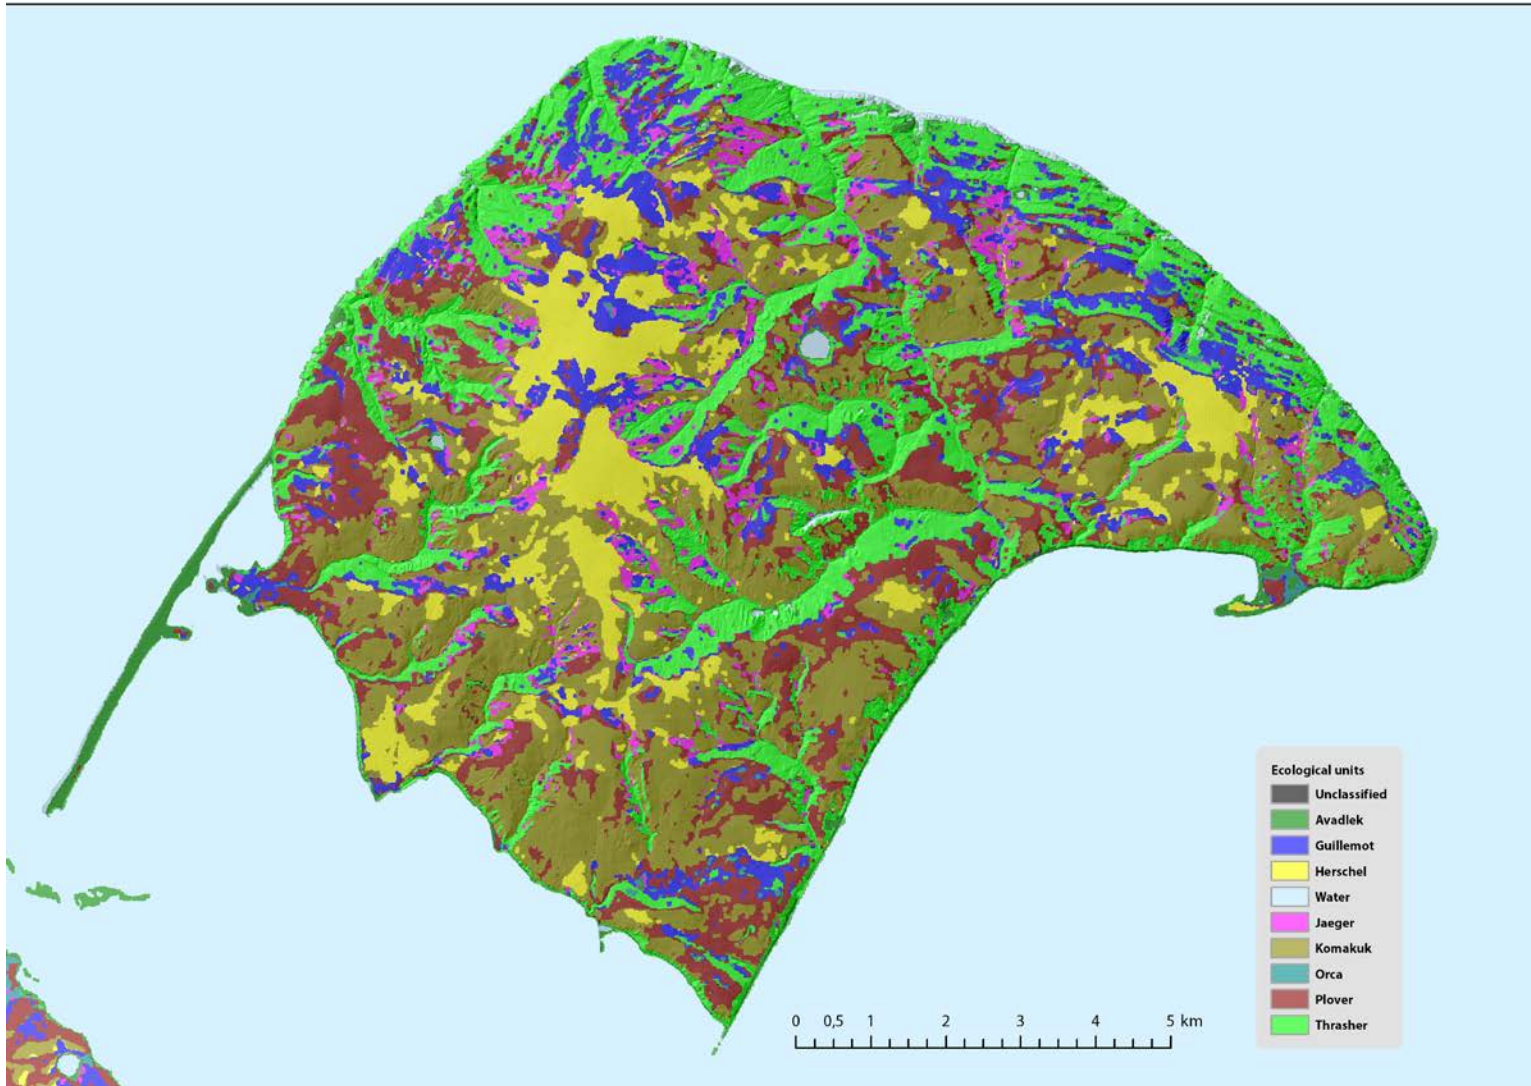 Ecological units
Unclassified
Avadlek
Guillemot
Herschel
Water
Jaeger
Komakuk
Orca
Plover
Thrasher
0 0,5 1 2 3 4 5 km